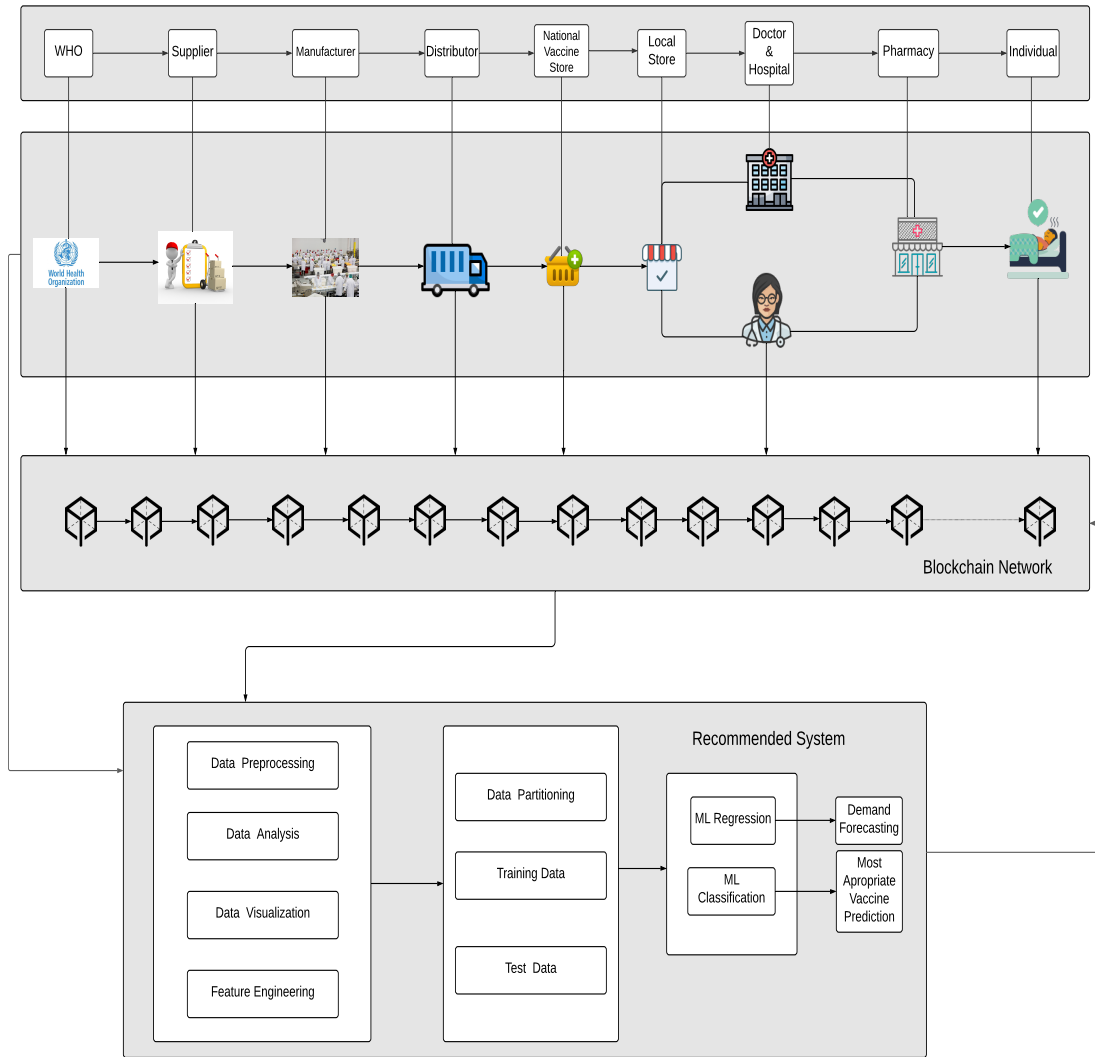 WHO
Supplier
Manufacturer
Distributor
National
Vaccine
Store
Local
Store
Doctor
&
Hospital
Pharmacy
Individual
World Health
Organization
Blockchain Network
Recommended System
Data Preprocessing
Data Analysis
Data Visualization
Feature Engineering
Data Partitioning
Training Data
Test Data
ML Regression
ML
Classification
Demand
Forecasting
Most
Apropriate
Vaccine
Prediction